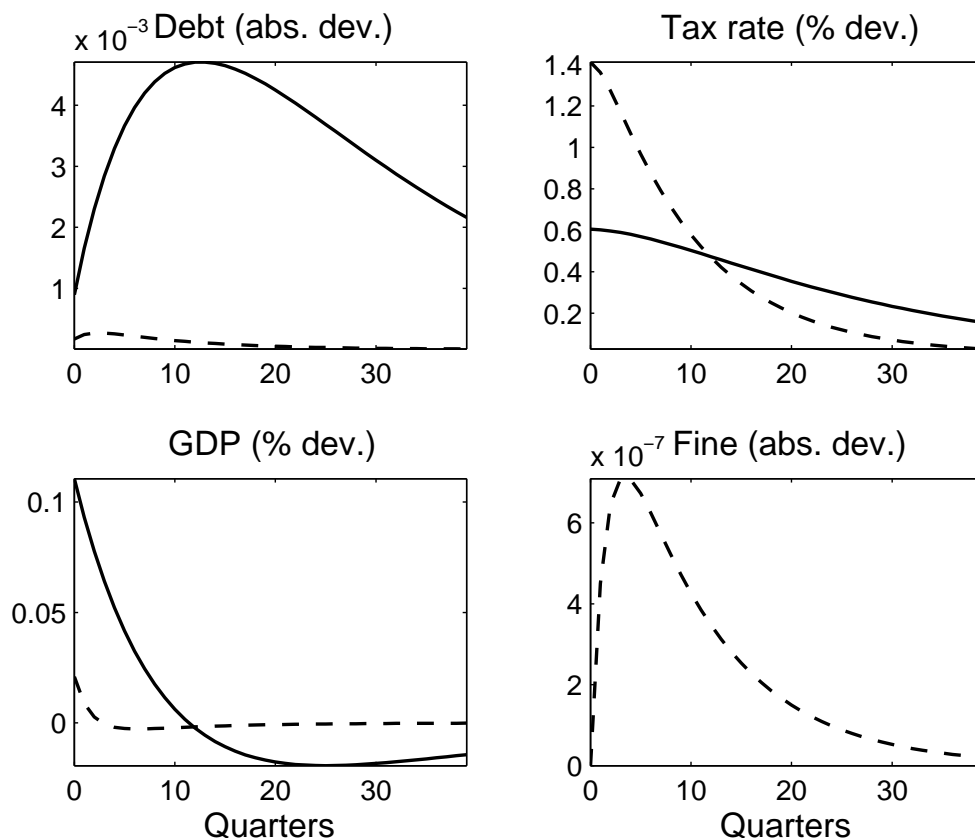 x 10⁻³ Debt (abs. dev.)
4
3
2
1
0 10 20 30
Tax rate (% dev.)
1.4
1.2
1
0.8
0.6
0.4
0.2
0 10 20 30
GDP (% dev.)
0.1
0.05
0
0 10 20 30
Quarters
x 10⁻⁷ Fine (abs. dev.)
6
4
2
0
0 10 20 30
Quarters